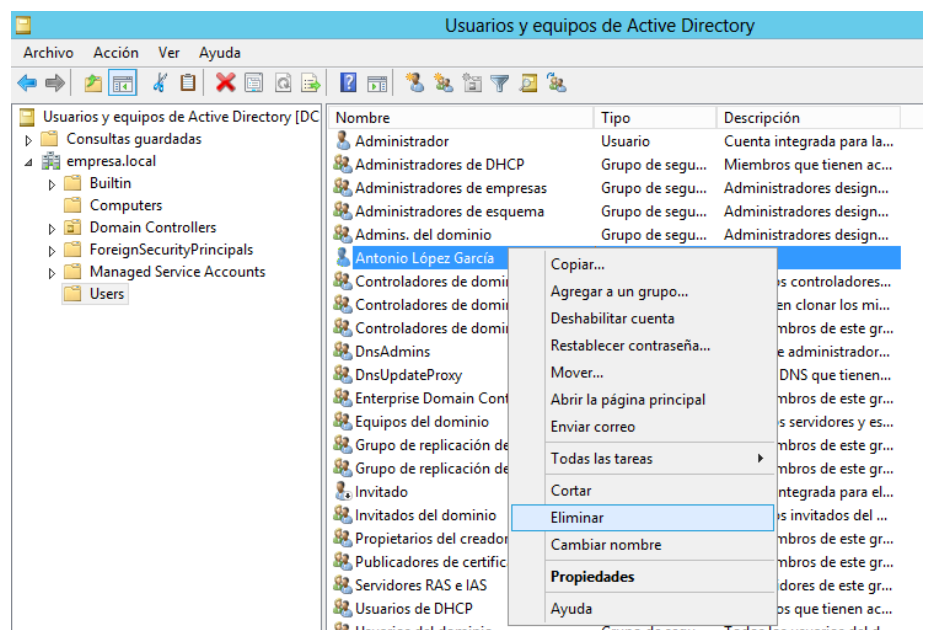 Usuarios y equipos de Active Directory
Archivo Acción Ver Ayuda
Usuarios y equipos de Active Directory [DC
Consultas guardadas
empresa.local
Builtin
Computers
Domain Controllers
ForeignSecurityPrincipals
Managed Service Accounts
Users
Nombre Tipo Descripción
Administrador Usuario Cuenta integrada para la...
Administradores de DHCP Grupo de segu... Miembros que tienen ac...
Administradores de empresas Grupo de segu... Administradores design...
Administradores de esquema Grupo de segu... Administradores design...
Admins. del dominio Grupo de segu... Administradores design...
Antonio López García
Controladores de domi s controladores...
Controladores de domi en clonar los mi...
Controladores de domi mbros de este gr...
DnsAdmins e administrador...
DnsUpdateProxy DNS que tienen...
Enterprise Domain Cont mbros de este gr...
Equipos del dominio s servidores y es...
Grupo de replicación de mbros de este gr...
Grupo de replicación de mbros de este gr...
Invitado ntegrada para el...
Invitados del dominio s invitados del ...
Propietarios del creador mbros de este gr...
Publicadores de certific mbros de este gr...
Servidores RAS e IAS idores de este gr...
Usuarios de DHCP os que tienen ac...
Copiar...
Agregar a un grupo...
Deshabilitar cuenta
Restablecer contraseña...
Mover...
Abrir la página principal
Enviar correo
Todas las tareas
Cortar
Eliminar
Cambiar nombre
Propiedades
Ayuda